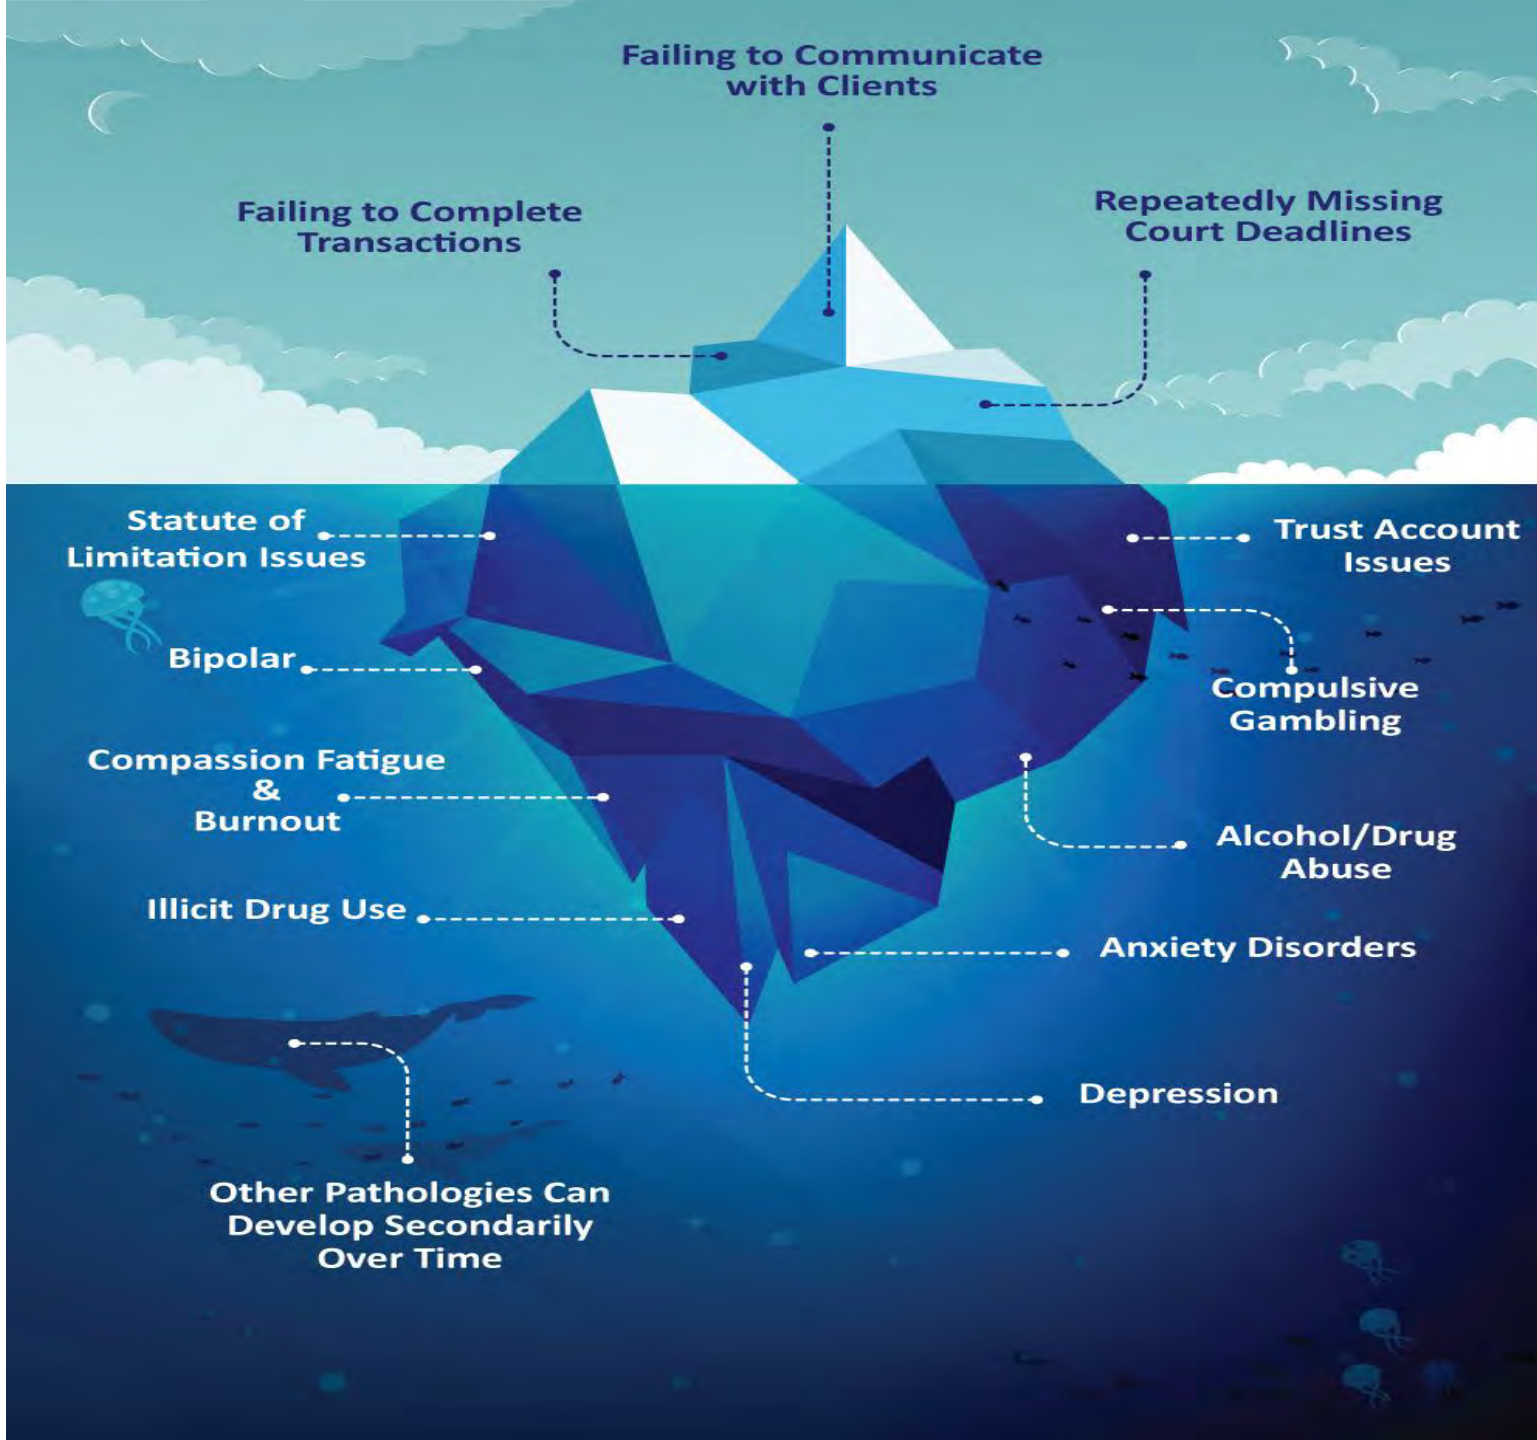 Failing to Communicate
with Clients
Failing to Complete
Transactions
Repeatedly Missing
Court Deadlines
Statute of
Limitation Issues
Trust Account
Issues
Bipolar
Compulsive
Gambling
Compassion Fatigue
&
Burnout
Alcohol/Drug
Abuse
Illicit Drug Use
Anxiety Disorders
Depression
Other Pathologies Can
Develop Secondarily
Over Time